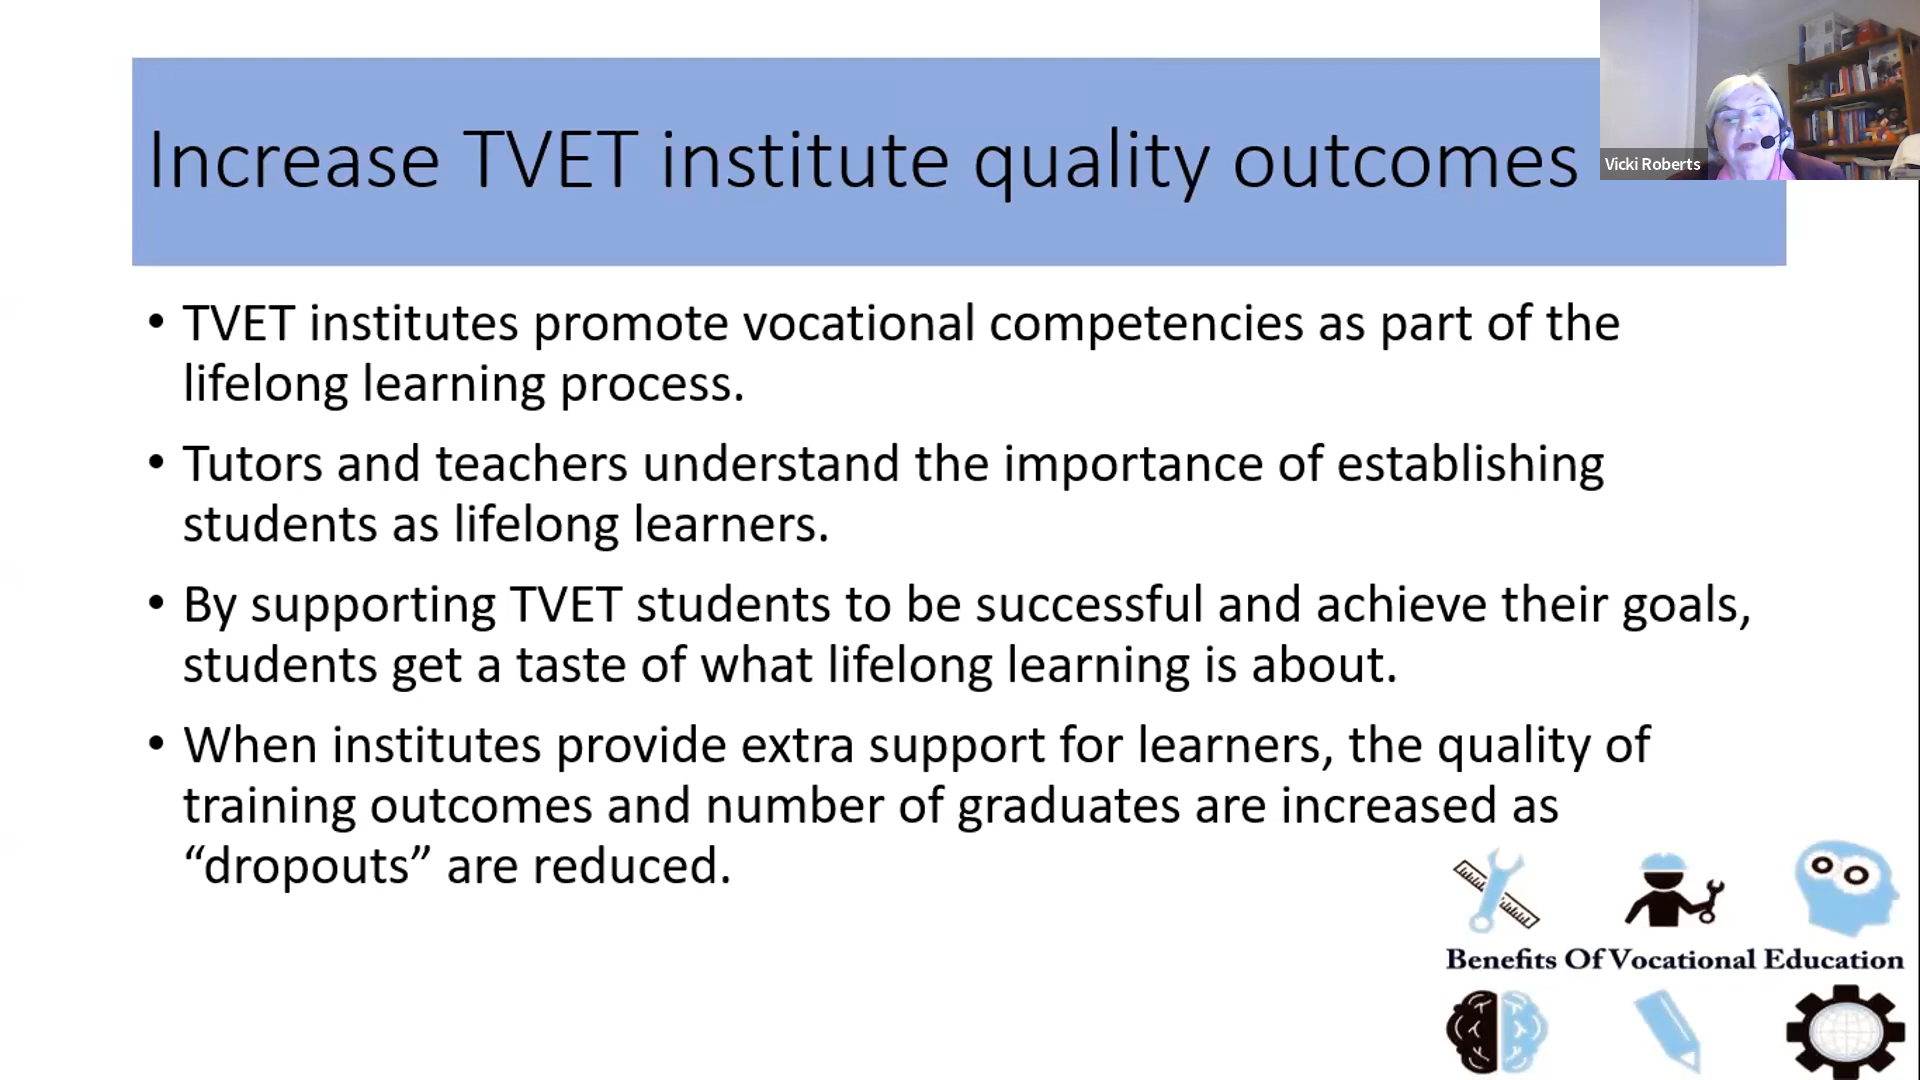 Increase TVET institute quality outcomes
Vicki Roberts
• TVET institutes promote vocational competencies as part of the
lifelong learning process.
• Tutors and teachers understand the importance of establishing
students as lifelong learners.
• By supporting TVET students to be successful and achieve their goals,
students get a taste of what lifelong learning is about.
• When institutes provide extra support for learners, the quality of
training outcomes and number of graduates are increased as
“dropouts” are reduced.
Benefits Of Vocational Education